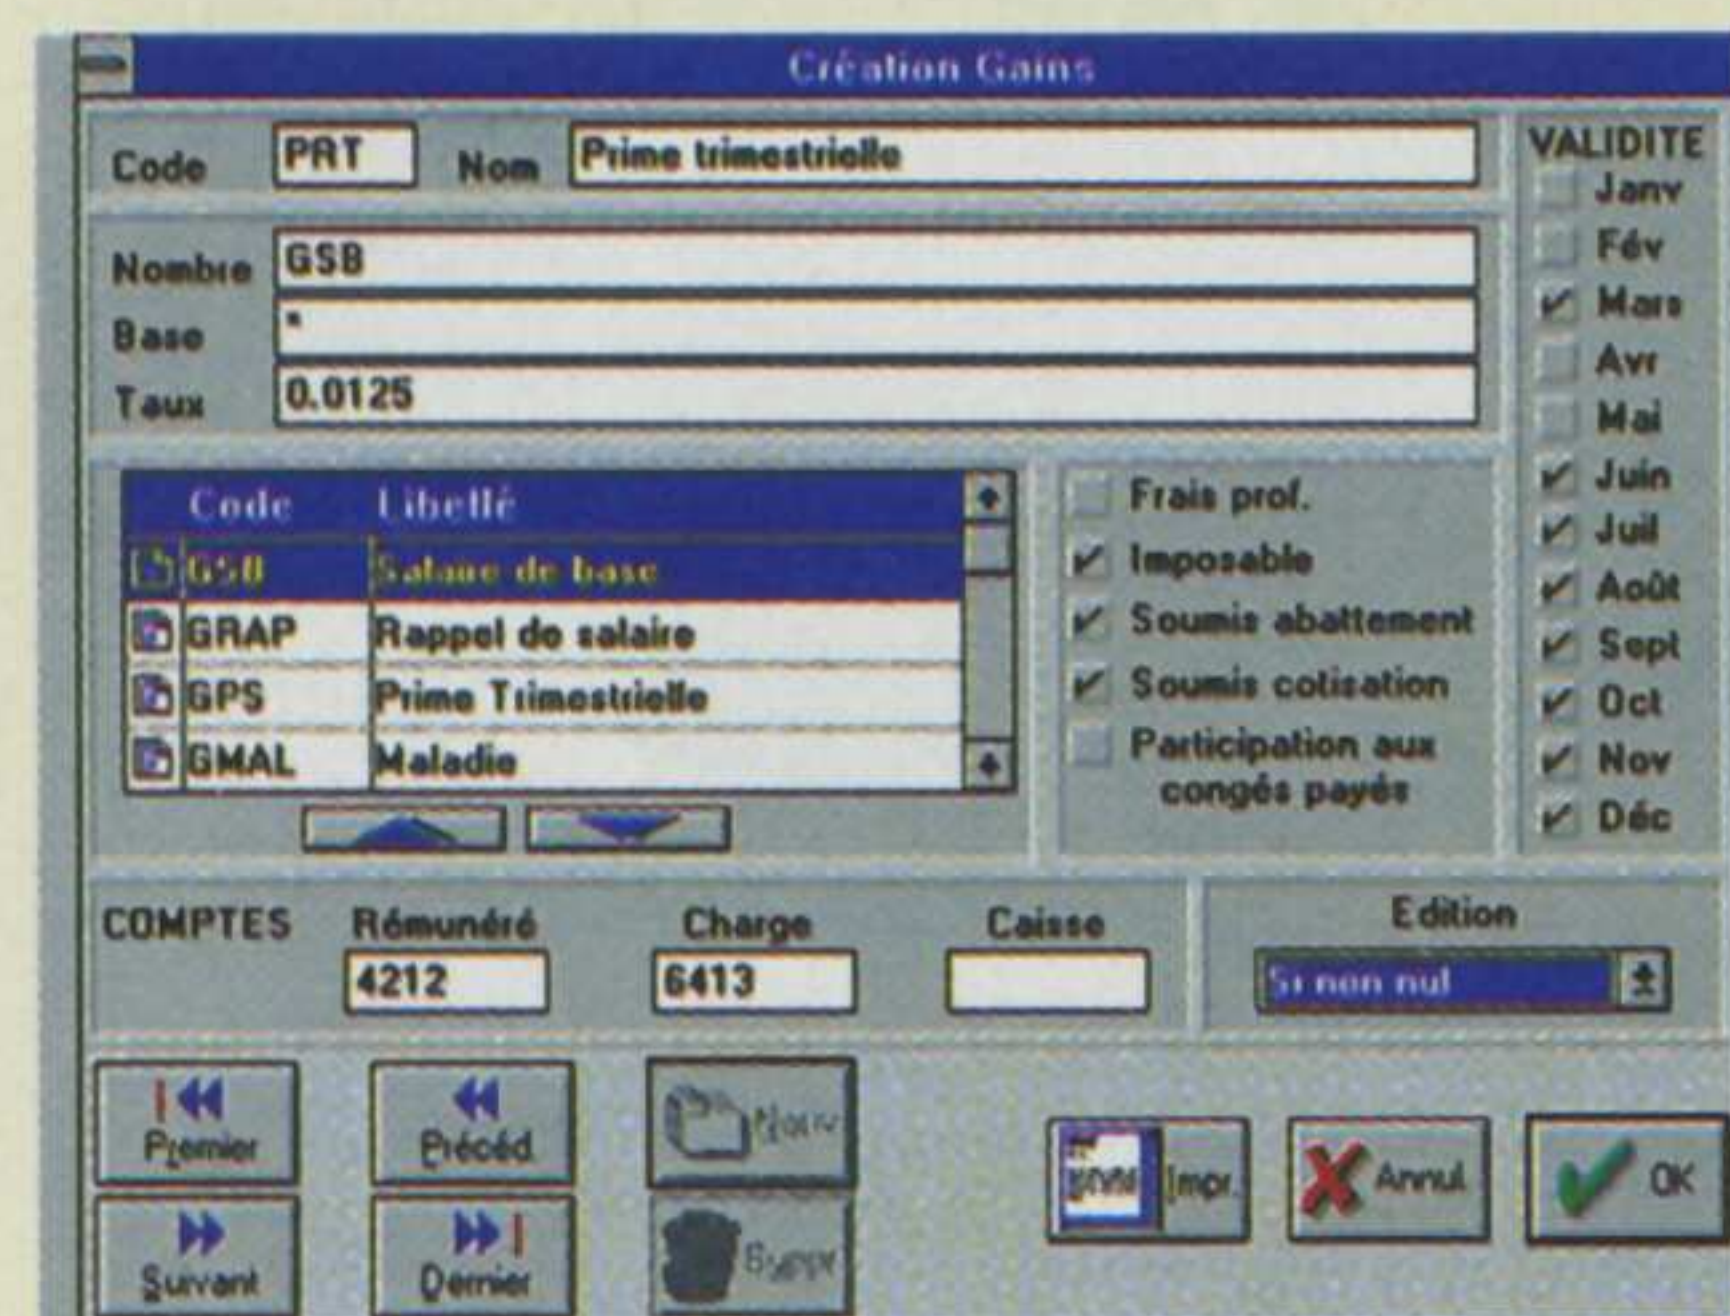 Création Gains
Code PRT Nom Prime trimestrielle
Nombre GSB
Base *
Taux 0.0125
Code Libellé
GSB Salaire de base
GRAP Rappel de salaire
GPS Prime Trimestrielle
GMAL Maladie
Frais prof.
Imposable
Soumis abattement
Soumis cotisation
Participation aux
congés payés
VALIDITE
Janv
Fév
Mars
Avr
Mai
Juin
Juil
Août
Sept
Oct
Nov
Déc
COMPTES Rémunéré Charge Caisse
4212 6413
Edition
Si non nul
Premier Précéd. Nouv
Suivant Dernier Suppr
Impr. Annul. OK